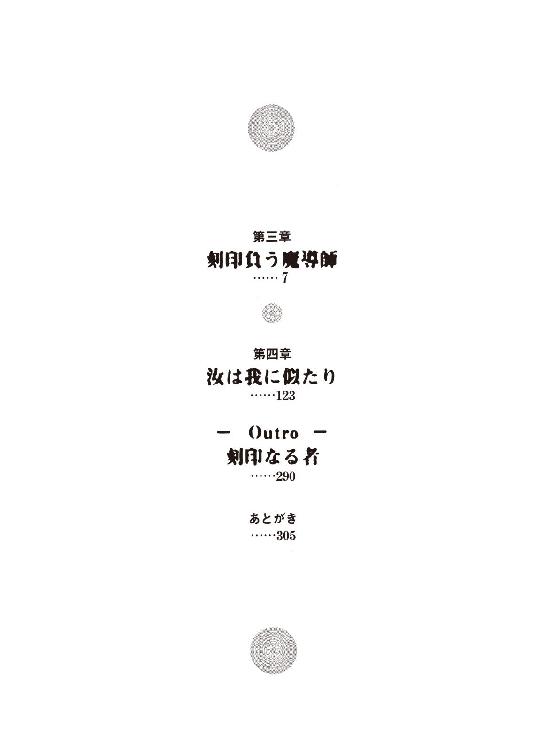 第三章
刻印負う魔導師
……7
第四章
汝は我に似たり
……123
― Outro ―
刻印なる者
……290
あとがき
……305